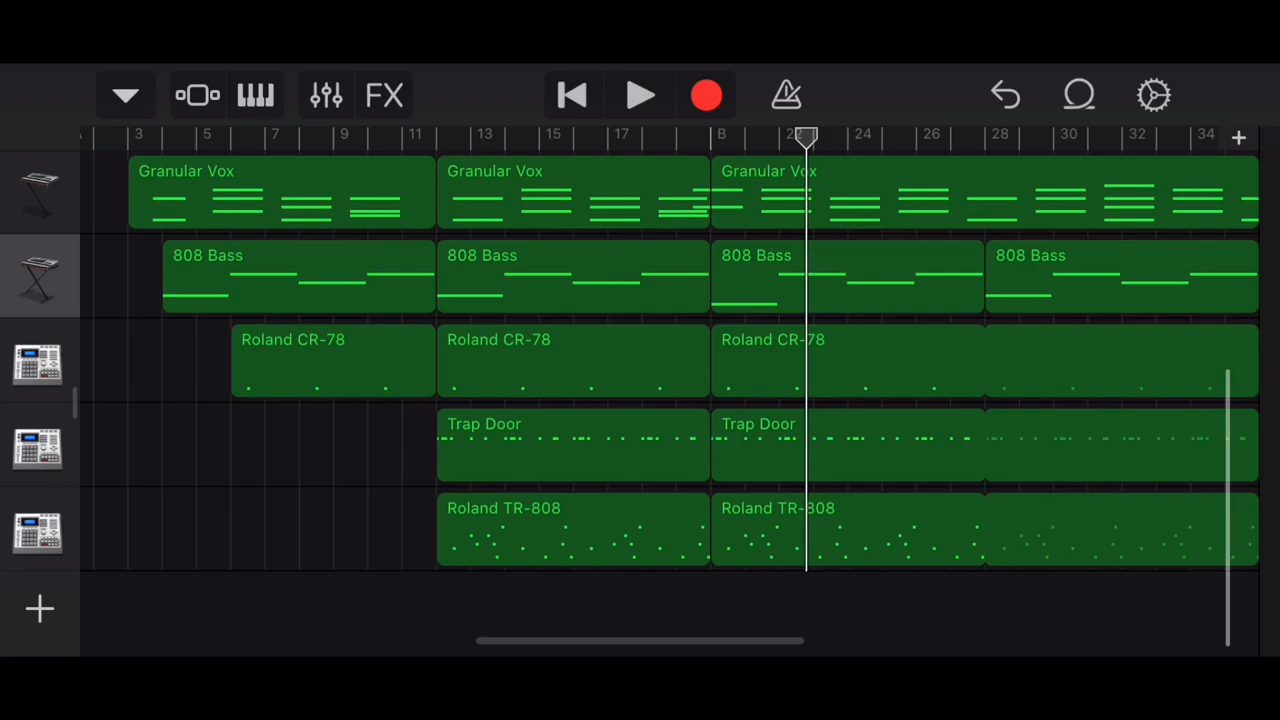 FX
3 5 7 9 11 13 15 17 B 22 24 26 28 30 32 34
Granular Vox Granular Vox Granular Vox
808 Bass 808 Bass 808 Bass 808 Bass
Roland CR-78 Roland CR-78 Roland CR-78
Trap Door Trap Door
Roland TR-808 Roland TR-808